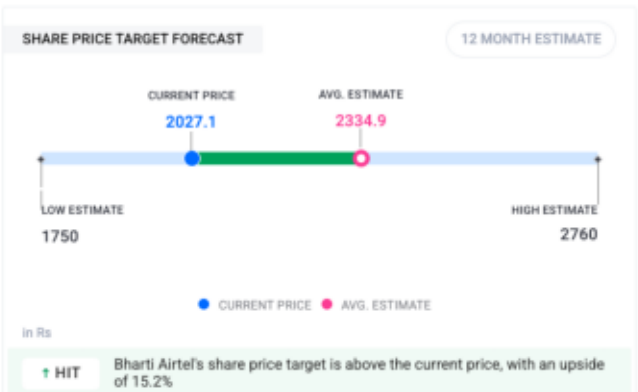 SHARE PRICE TARGET FORECAST
12 MONTH ESTIMATE
CURRENT PRICE
AVG. ESTIMATE
2027.1
2334.9
LOW ESTIMATE
HIGH ESTIMATE
1750
2760
CURRENT PRICE
AVG. ESTIMATE
in Rs
↑ HIT
Bharti Airtel's share price target is above the current price, with an upside
of 15.2%